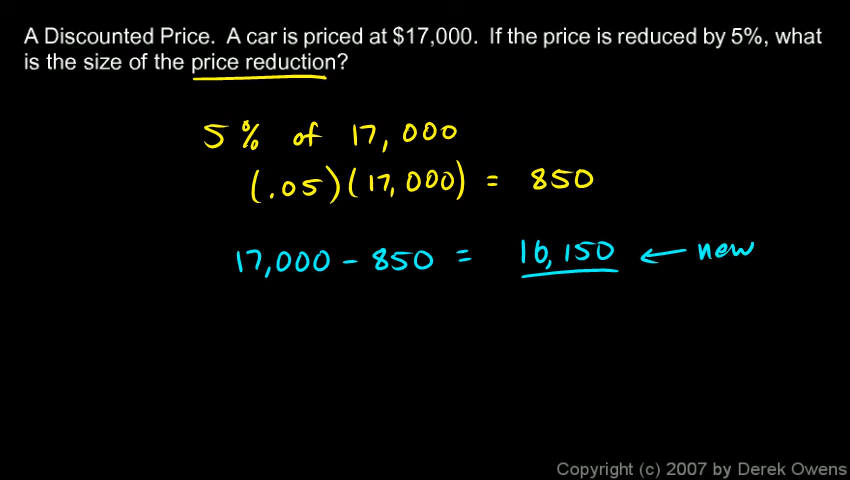 A Discounted Price. A car is priced at $17,000. If the price is reduced by 5%, what
is the size of the price reduction?
5% of 17,000
(.05)(17,000) = 850
17,000 - 850 = 16,150 ← new
Copyright (c) 2007 by Derek Owens